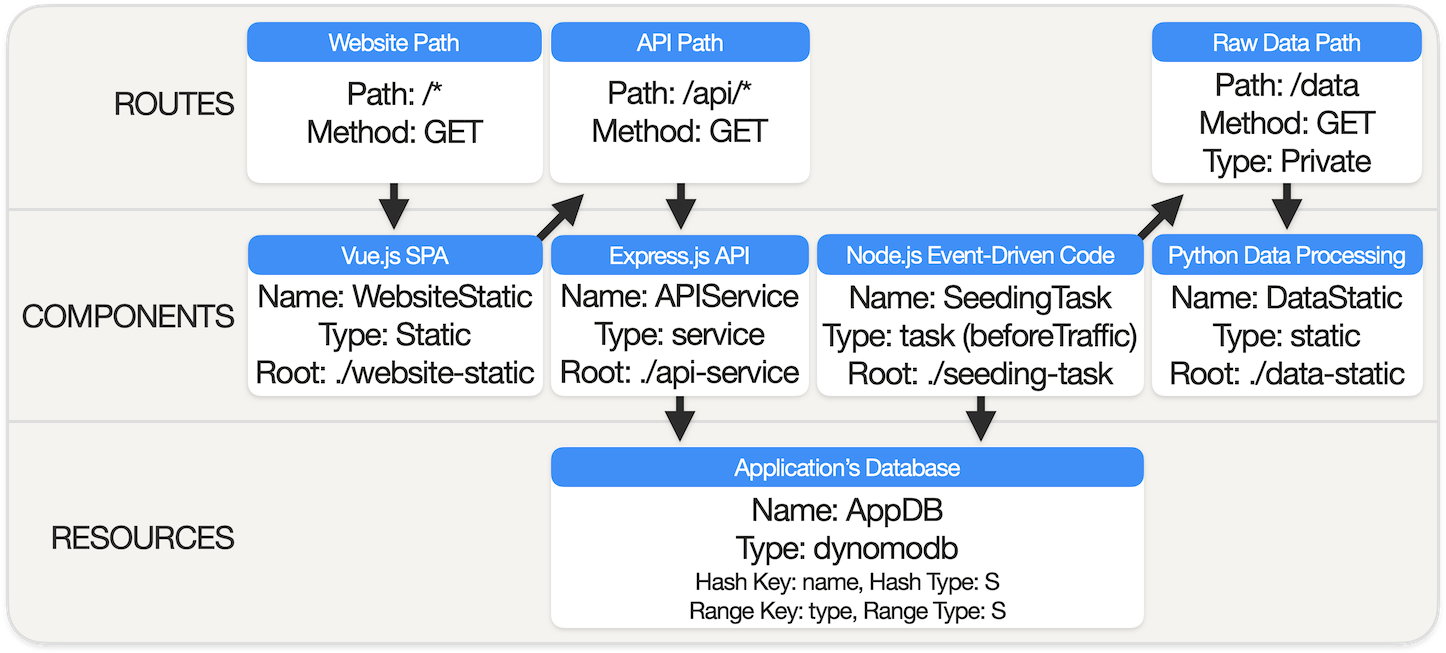 ROUTES
Website Path
Path: /*
Method: GET
API Path
Path: /api/*
Method: GET
Raw Data Path
Path: /data
Method: GET
Type: Private
COMPONENTS
Vue.js SPA
Name: WebsiteStatic
Type: Static
Root: ./website-static
Express.js API
Name: APIService
Type: service
Root: ./api-service
Node.js Event-Driven Code
Name: SeedingTask
Type: task (beforeTraffic)
Root: ./seeding-task
Python Data Processing
Name: DataStatic
Type: static
Root: ./data-static
RESOURCES
Application’s Database
Name: AppDB
Type: dynomodb
Hash Key: name, Hash Type: S
Range Key: type, Range Type: S